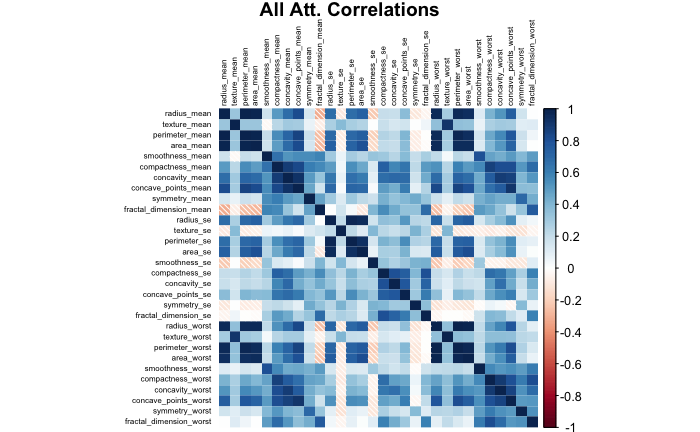 All Att. Correlations
radius_mean
texture_mean
perimeter_mean
area_mean
smoothness_mean
compactness_mean
concavity_mean
concave_points_mean
symmetry_mean
fractal_dimension_mean
radius_se
texture_se
perimeter_se
area_se
smoothness_se
compactness_se
concavity_se
concave_points_se
symmetry_se
fractal_dimension_se
radius_worst
texture_worst
perimeter_worst
area_worst
smoothness_worst
compactness_worst
concavity_worst
concave_points_worst
symmetry_worst
fractal_dimension_worst
radius_mean
texture_mean
perimeter_mean
area_mean
smoothness_mean
compactness_mean
concavity_mean
concave_points_mean
symmetry_mean
fractal_dimension_mean
radius_se
texture_se
perimeter_se
area_se
smoothness_se
compactness_se
concavity_se
concave_points_se
symmetry_se
fractal_dimension_se
radius_worst
texture_worst
perimeter_worst
area_worst
smoothness_worst
compactness_worst
concavity_worst
concave_points_worst
symmetry_worst
fractal_dimension_worst
1
0.8
0.6
0.4
0.2
0
-0.2
-0.4
-0.6
-0.8
-1